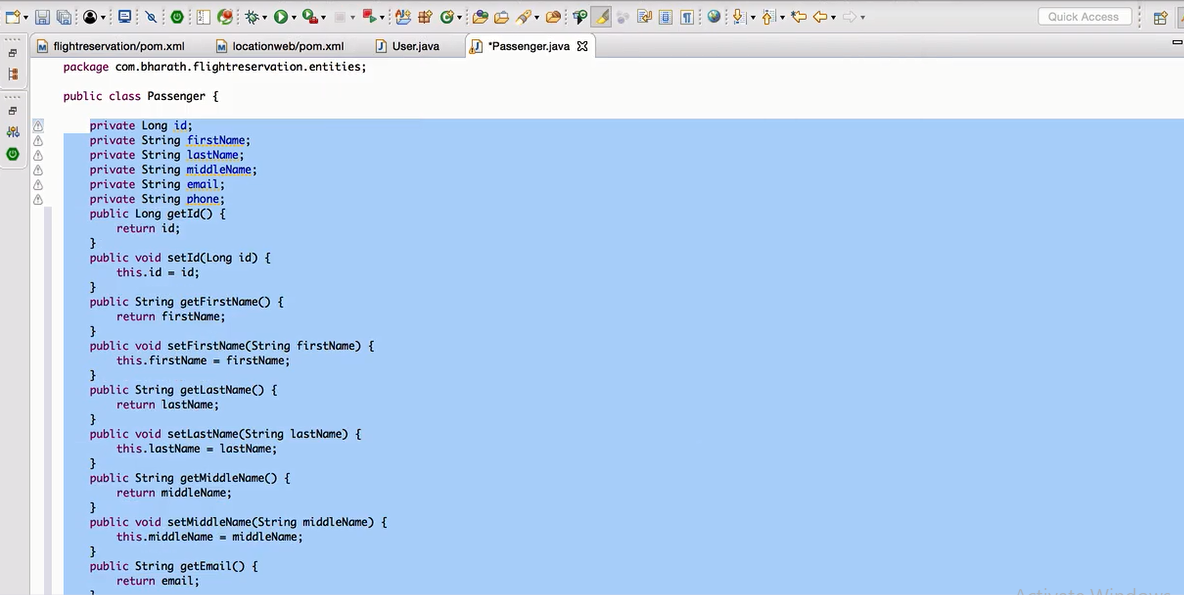 Quick Access
flightreservation/pom.xml
locationweb/pom.xml
User.java
*Passenger.java
package com.bharath.flightreservation.entities;
public class Passenger {
private Long id;
private String firstName;
private String lastName;
private String middleName;
private String email;
private String phone;
public Long getId() {
return id;
}
public void setId(Long id) {
this.id = id;
}
public String getFirstName() {
return firstName;
}
public void setFirstName(String firstName) {
this.firstName = firstName;
}
public String getLastName() {
return lastName;
}
public void setLastName(String lastName) {
this.lastName = lastName;
}
public String getMiddleName() {
return middleName;
}
public void setMiddleName(String middleName) {
this.middleName = middleName;
}
public String getEmail() {
return email;